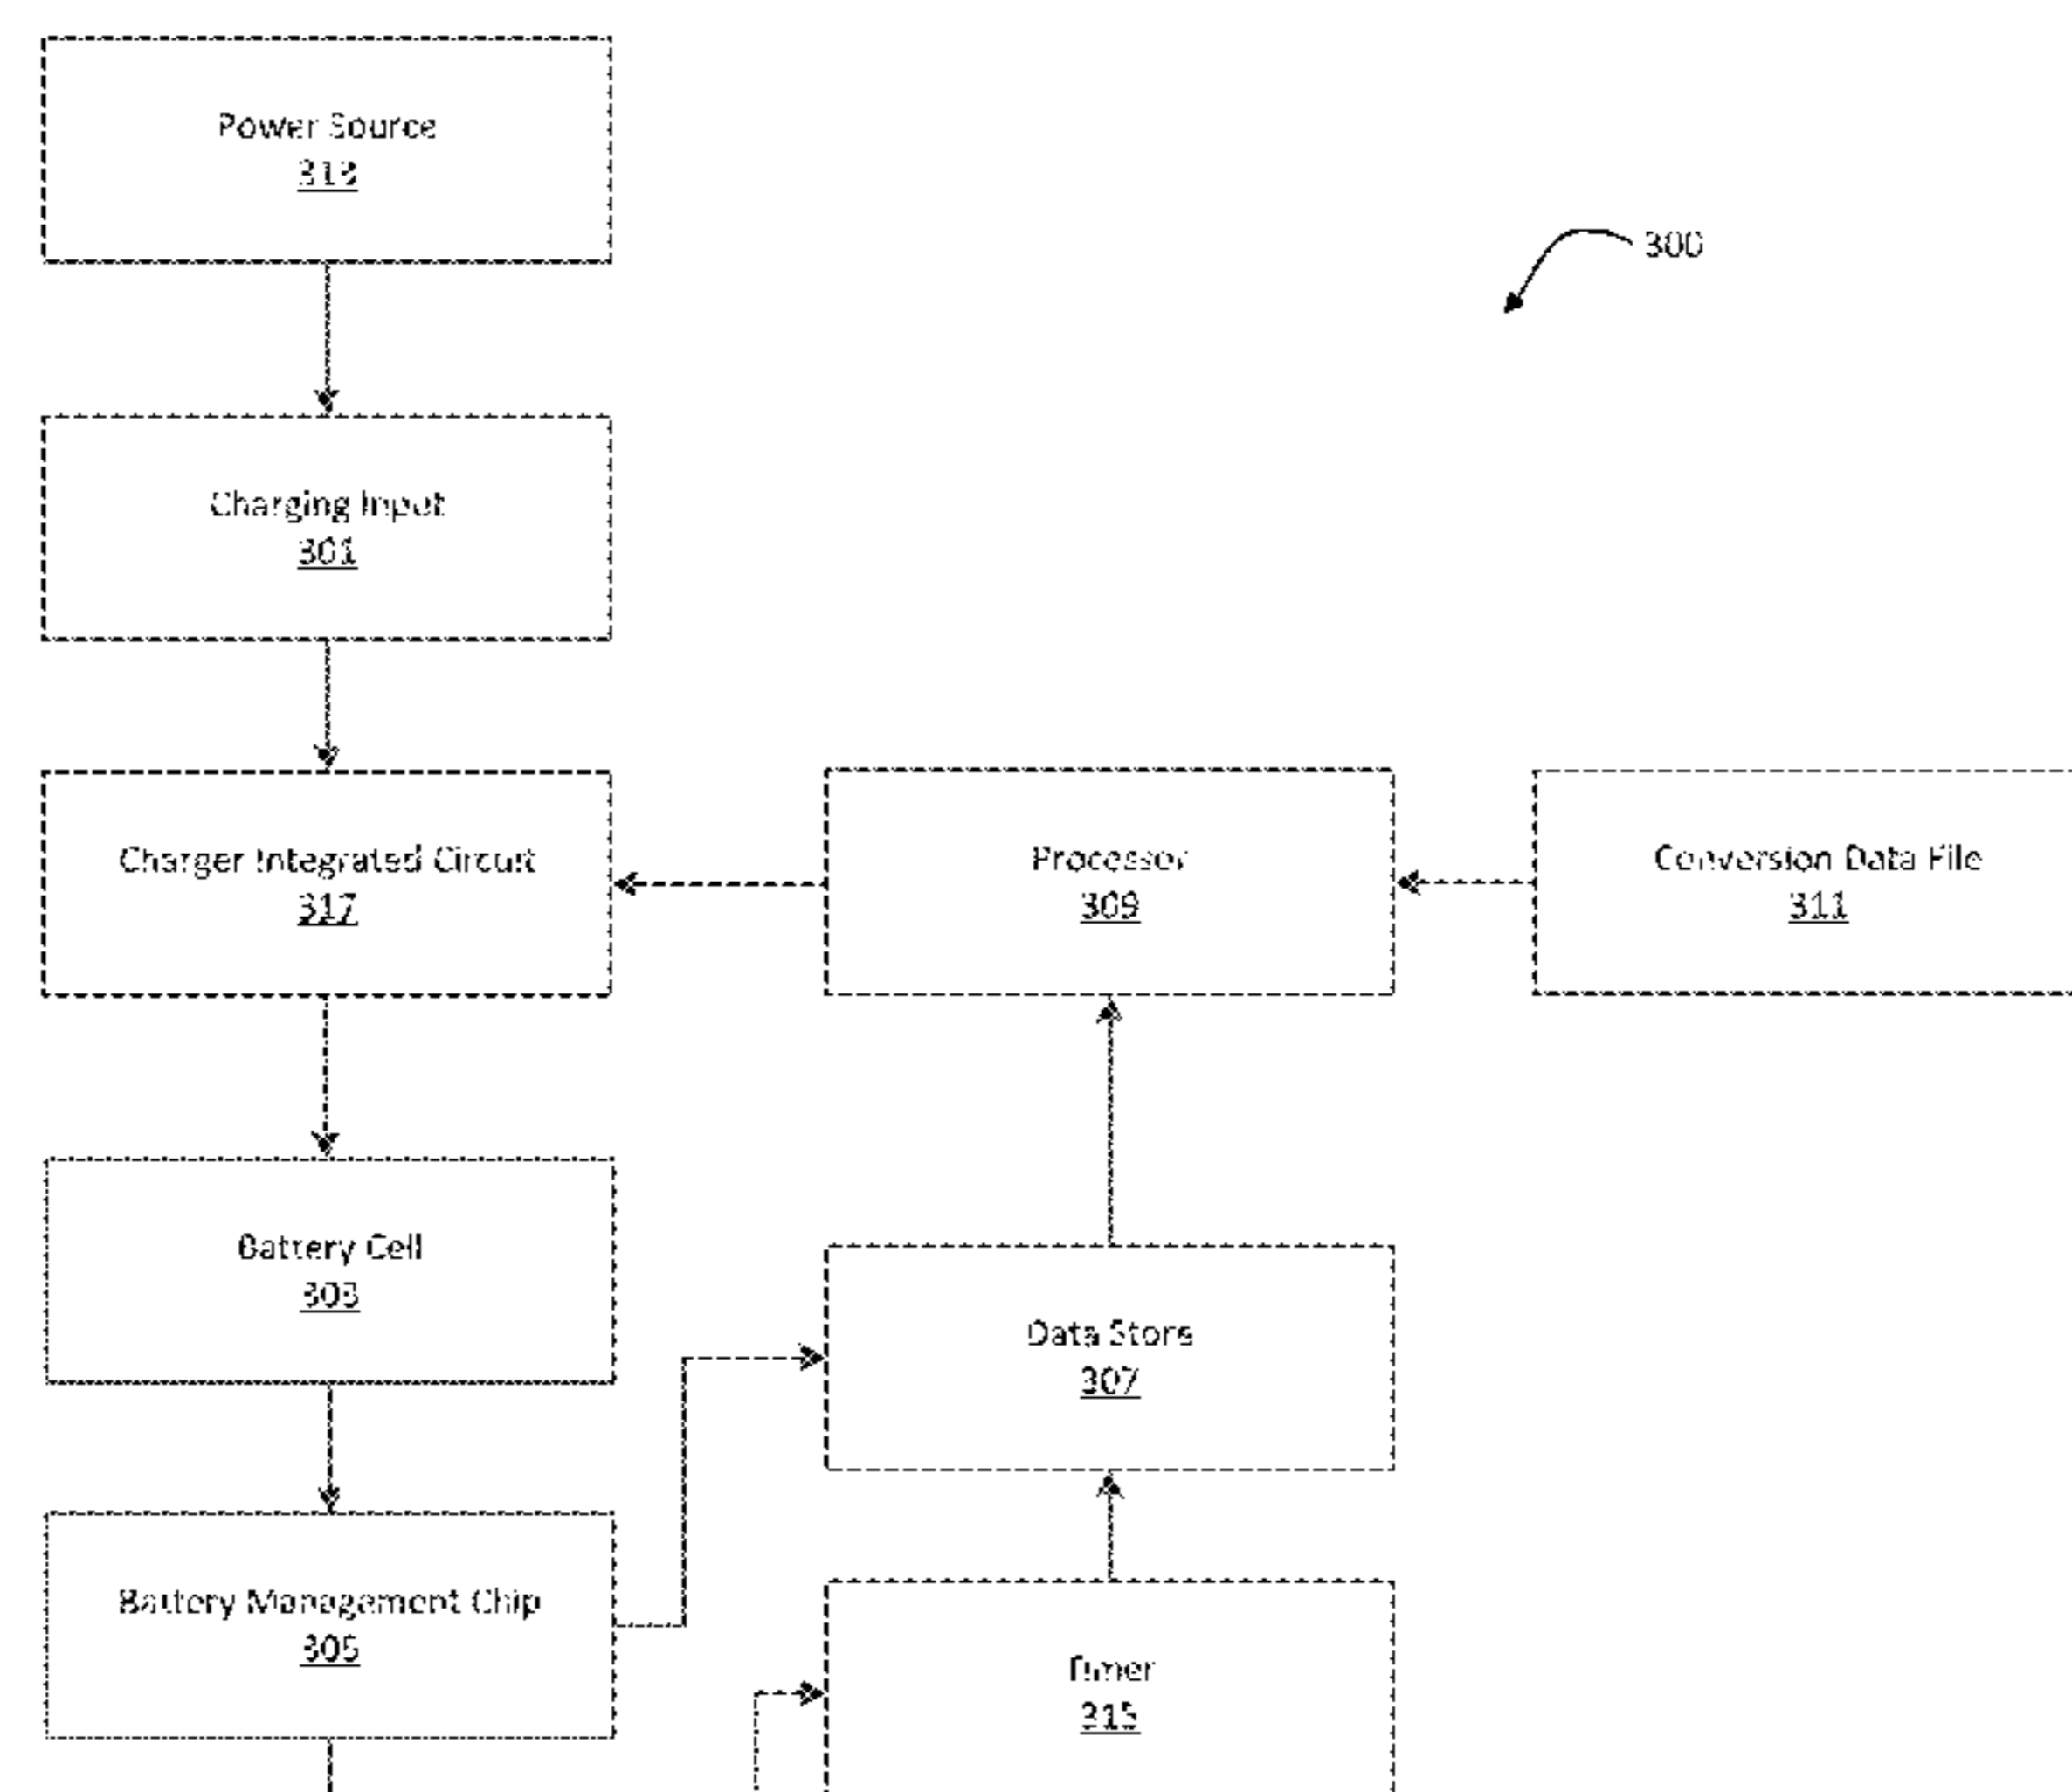 Power Source
313
300
Charging Input
301
Charger Integrated Circuit
317
Processor
309
Conversion Data File
311
Battery Cell
303
Data Store
307
Battery Management Chip
305
Timer
315